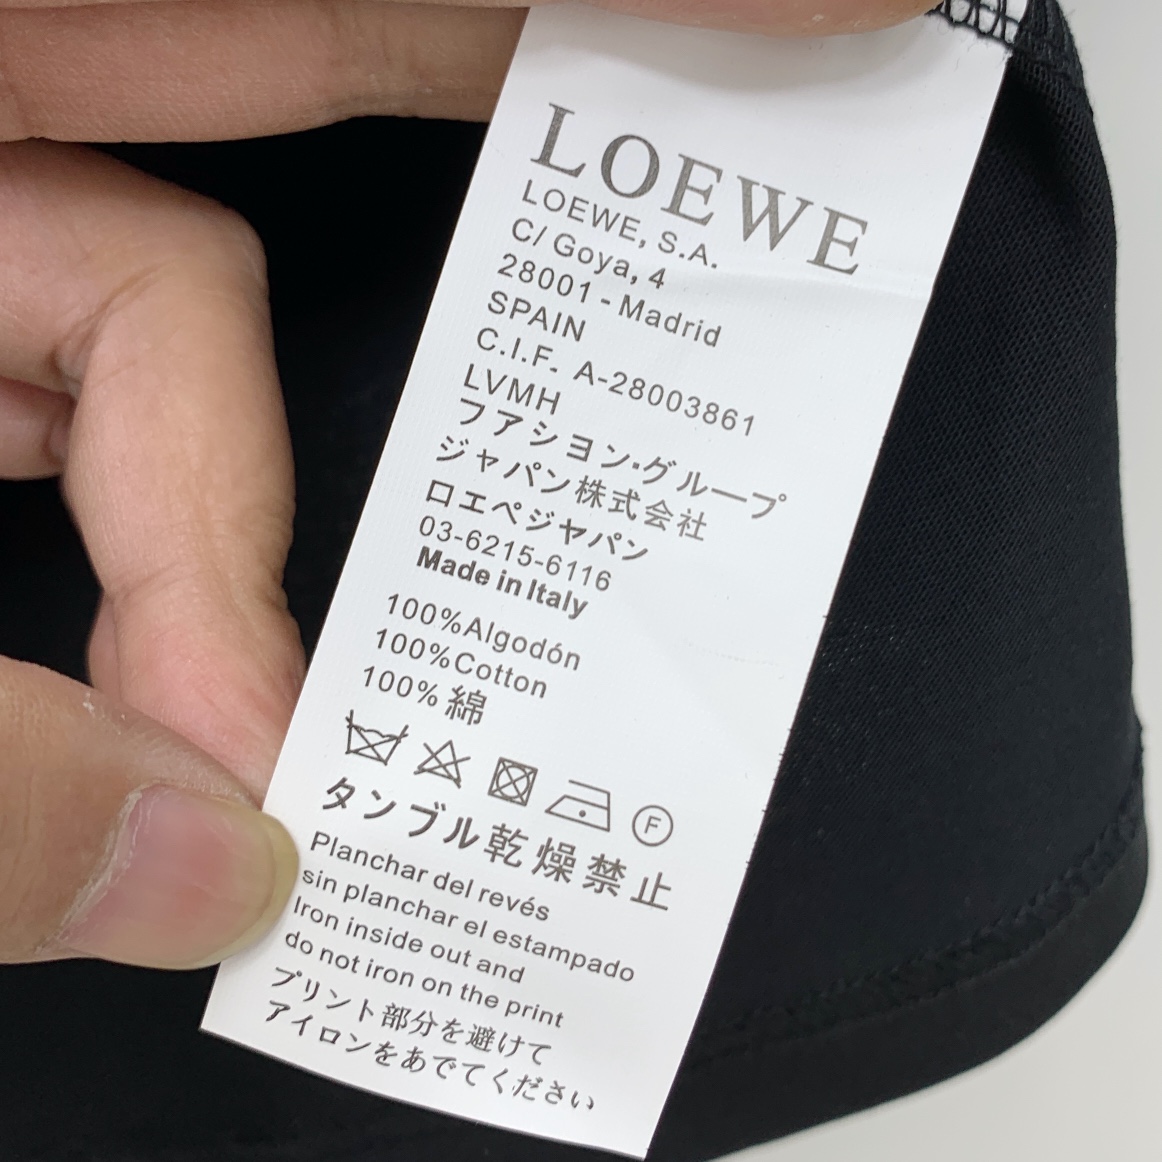 LOEWE
LOEWE, S.A.
C/ Goya, 4
28001 - Madrid
SPAIN
C.I.F. A-28003861
LVMH
フアシヨン·グループ
ジャパン株式会社
ロエペジヤパン
03-6215-6116
Made in Italy
100%Algodón
100%Cotton
100% 綿
F
タンブル乾燥禁止
Planchar del revés
sin planchar el estampado
Iron inside out and
do not iron on the print
プリント部分を避けて
アイロンをあでてください